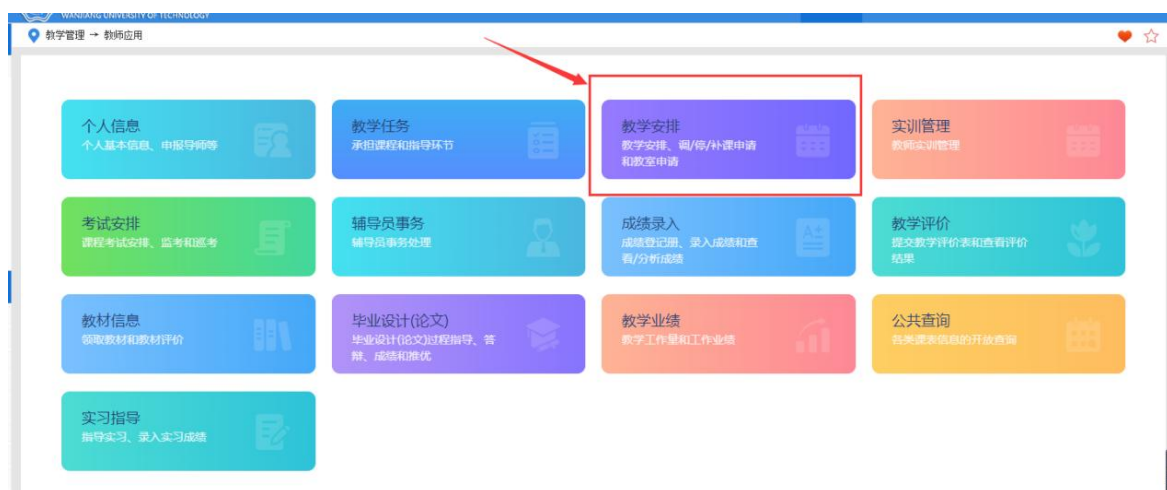 WANJIANG UNIVERSITY OF TECHNOLOGY
教学管理 → 教师应用
个人信息
个人基本信息、申报导师等
教学任务
承担课程和指导环节
教学安排
教学安排、调/停/补课申请
和教室申请
实训管理
教师实训管理
考试安排
课程考试安排、监考和巡考
辅导员事务
辅导员事务处理
成绩录入
成绩登记册、录入成绩和查
看/分析成绩
教学评价
提交教学评价表和查看评价
结果
教材信息
领取教材和教材评价
毕业设计(论文)
毕业设计(论文)过程指导、答
辩、成绩和推优
教学业绩
教学工作量和工作业绩
公共查询
各类课表信息的开放查询
实习指导
指导实习、录入实习成绩